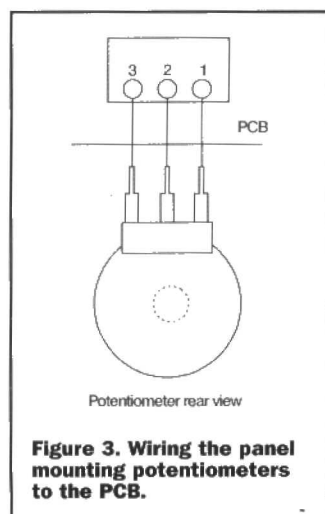 3 2 1
PCB
Potentiometer rear view
Figure 3. Wiring the panel
mounting potentiometers
to the PCB.